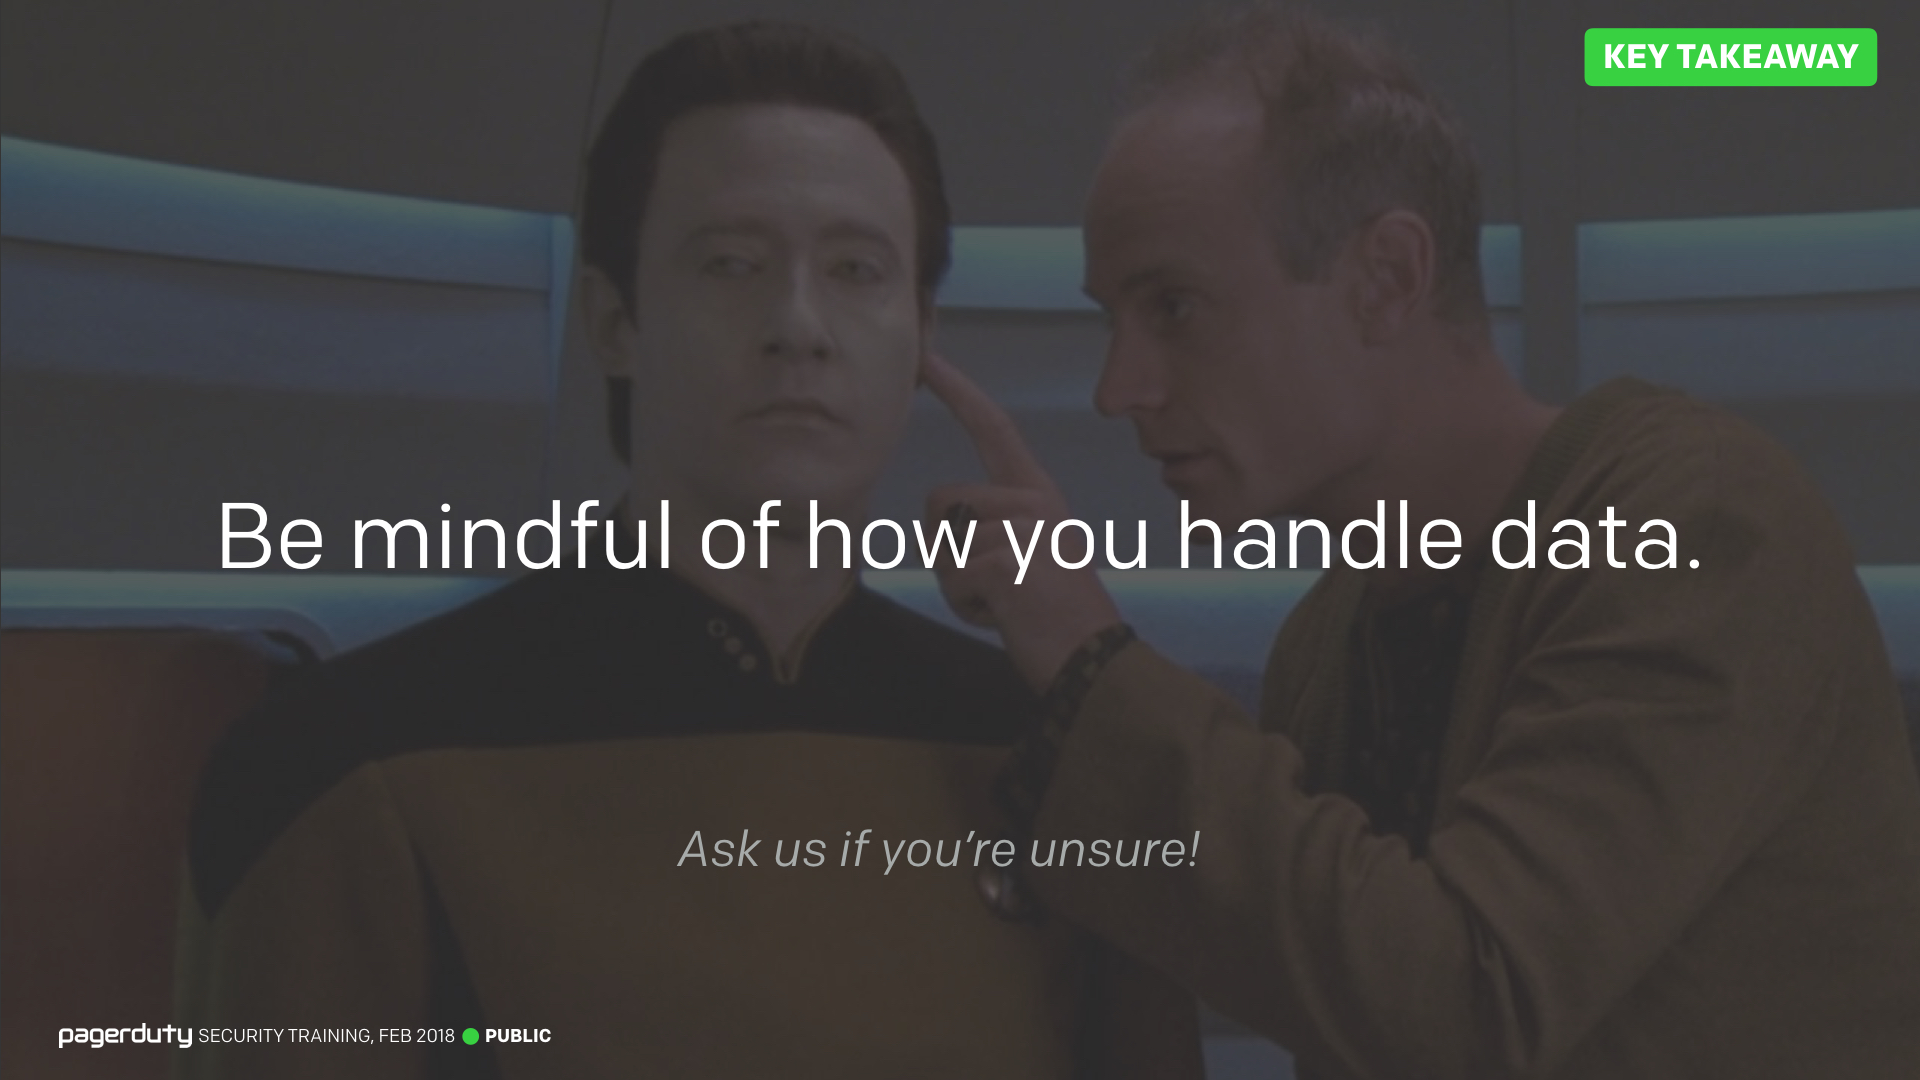 KEY TAKEAWAY
Be mindful of how you handle data.
Ask us if you’re unsure!
pagerduty SECURITY TRAINING, FEB 2018 PUBLIC